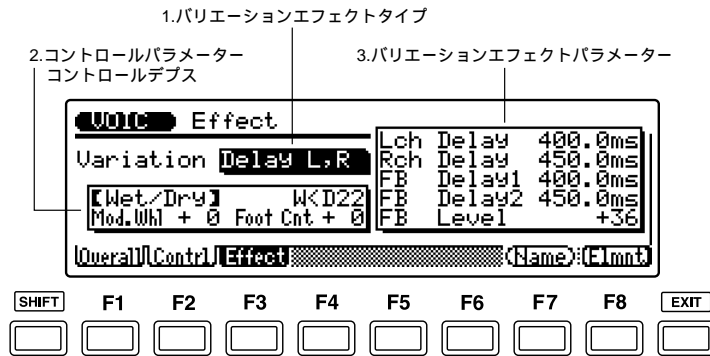 1.バリエーションエフェクトタイプ
2.コントロールパラメーター
コントロールデプス
3.バリエーションエフェクトパラメーター
VOIC Effect
Variation Delay L,R
【Wet/Dry】 W<D22
Mod.Whl + 0 Foot Cnt + 0
Lch Delay 400.0ms
Rch Delay 450.0ms
FB Delay1 400.0ms
FB Delay2 450.0ms
FB Level +36
Overall Contrl Effect (Name) (Elmnt)
SHIFT F1 F2 F3 F4 F5 F6 F7 F8 EXIT